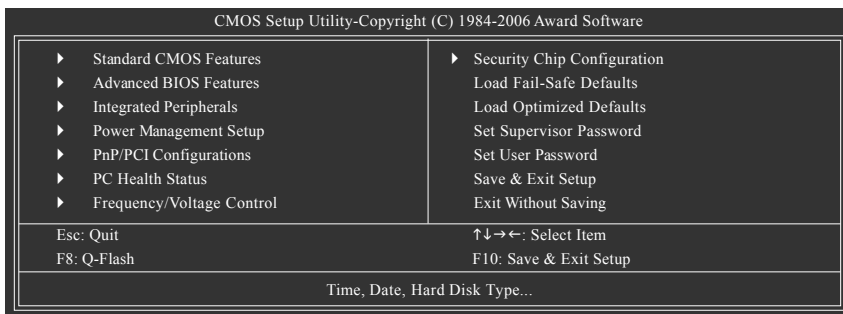 CMOS Setup Utility-Copyright (C) 1984-2006 Award Software
Standard CMOS Features
Advanced BIOS Features
Integrated Peripherals
Power Management Setup
PnP/PCI Configurations
PC Health Status
Frequency/Voltage Control
Security Chip Configuration
Load Fail-Safe Defaults
Load Optimized Defaults
Set Supervisor Password
Set User Password
Save & Exit Setup
Exit Without Saving
Esc: Quit
↑↓→←: Select Item
F8: Q-Flash
F10: Save & Exit Setup
Time, Date, Hard Disk Type...